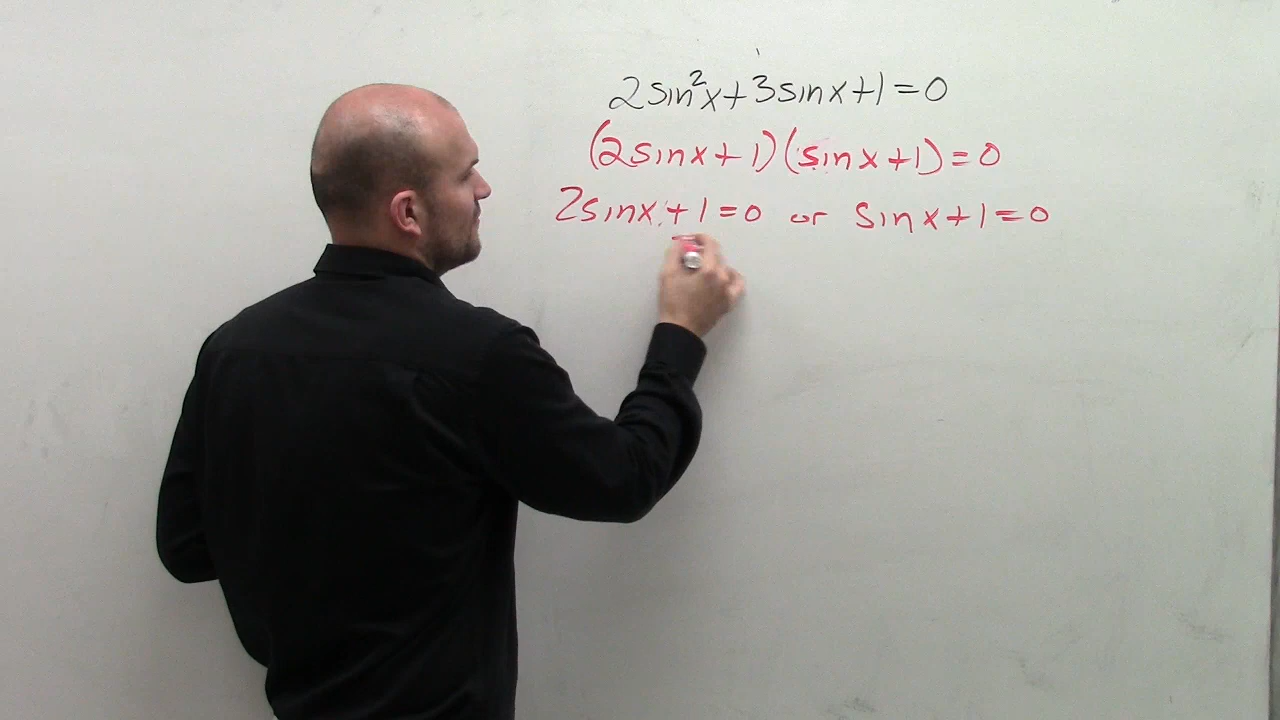 2sin²x+3sinx+1=0
(2sinx+1)(sinx+1)=0
2sinx+1=0 or sinx+1=0